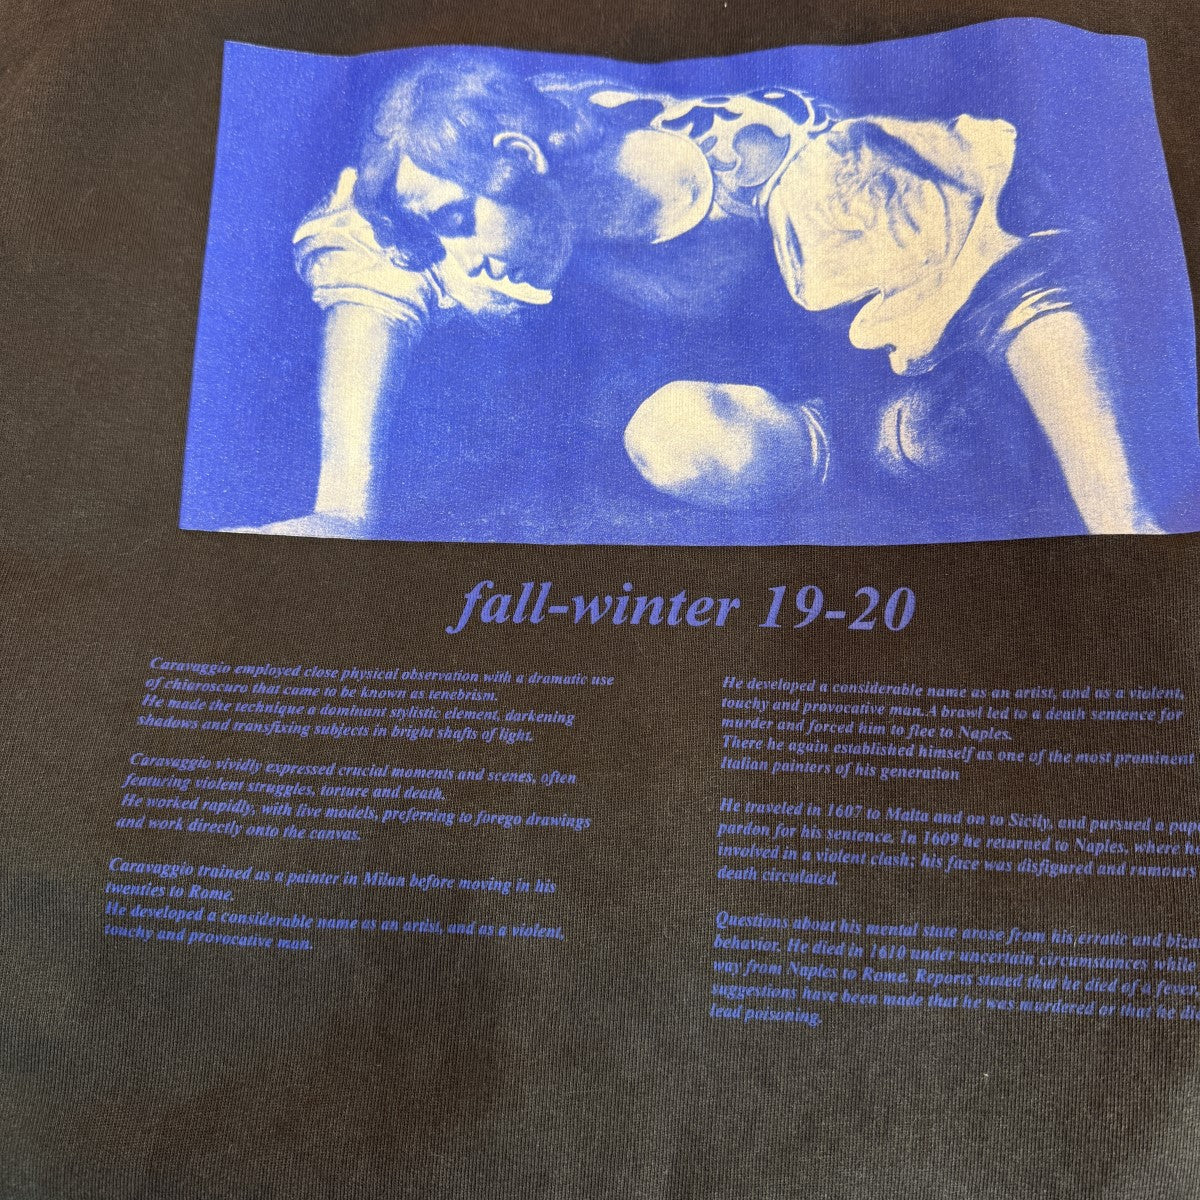 fall-winter 19-20
Caravaggio employed close physical observation with a dramatic use
of chiaroscuro that came to be known as tenebrism.
He made the technique a dominant stylistic element, darkening
shadows and transfixing subjects in bright shafts of light.
Caravaggio vividly expressed crucial moments and scenes, often
featuring violent struggles, torture and death.
He worked rapidly, with live models, preferring to forego drawings
and work directly onto the canvas.
Caravaggio trained as a painter in Milan before moving in his
twenties to Rome.
He developed a considerable name as an artist, and as a violent,
touchy and provocative man.
He developed a considerable name as an artist, and as a violent,
touchy and provocative man. A brawl led to a death sentence for
murder and forced him to flee to Naples.
There he again established himself as one of the most prominent
Italian painters of his generation
He traveled in 1607 to Malta and on to Sicily, and pursued a
pardon for his sentence. In 1609 he returned to Naples, where
involved in a violent clash; his face was disfigured and rumours
death circulated.
Questions about his mental state arose from his erratic and
behavior. He died in 1610 under uncertain circumstances while
way from Naples to Rome. Reports stated that he died of a fever,
suggestions have been made that he was murdered or that he
lead poisoning.